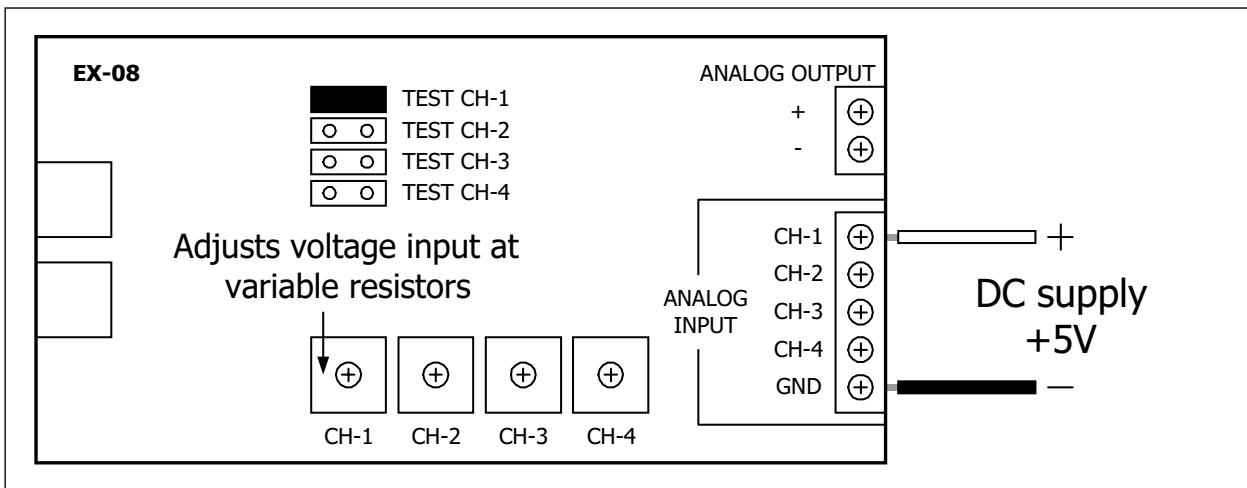 EX-08
TEST CH-1
TEST CH-2
TEST CH-3
TEST CH-4
Adjusts voltage input at
variable resistors
CH-1 CH-2 CH-3 CH-4
ANALOG OUTPUT
+
-
ANALOG
INPUT
CH-1
CH-2
CH-3
CH-4
GND
+
DC supply
+5V
−